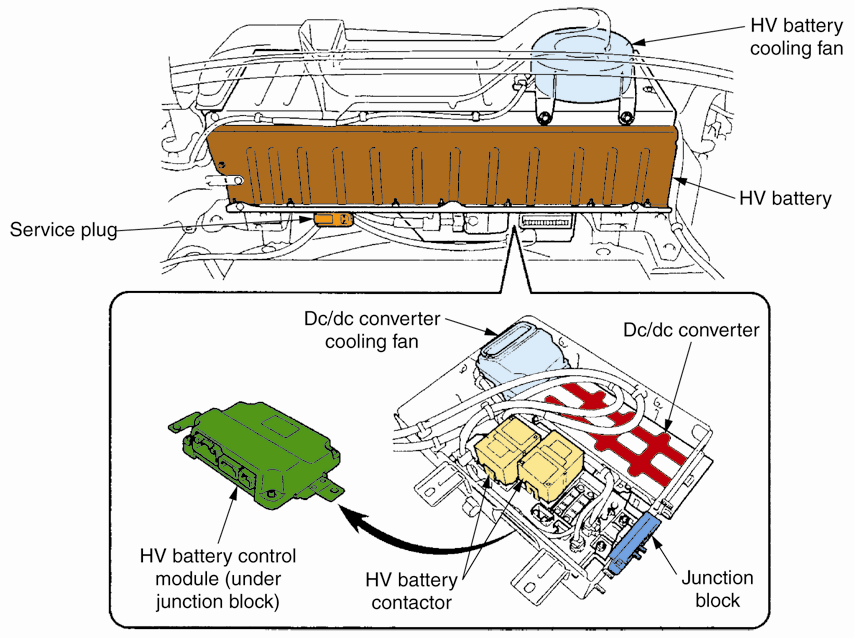 HV battery
cooling fan
HV battery
Service plug
Dc/dc converter
cooling fan
Dc/dc converter
HV battery control
module (under
junction block)
HV battery
contactor
Junction
block